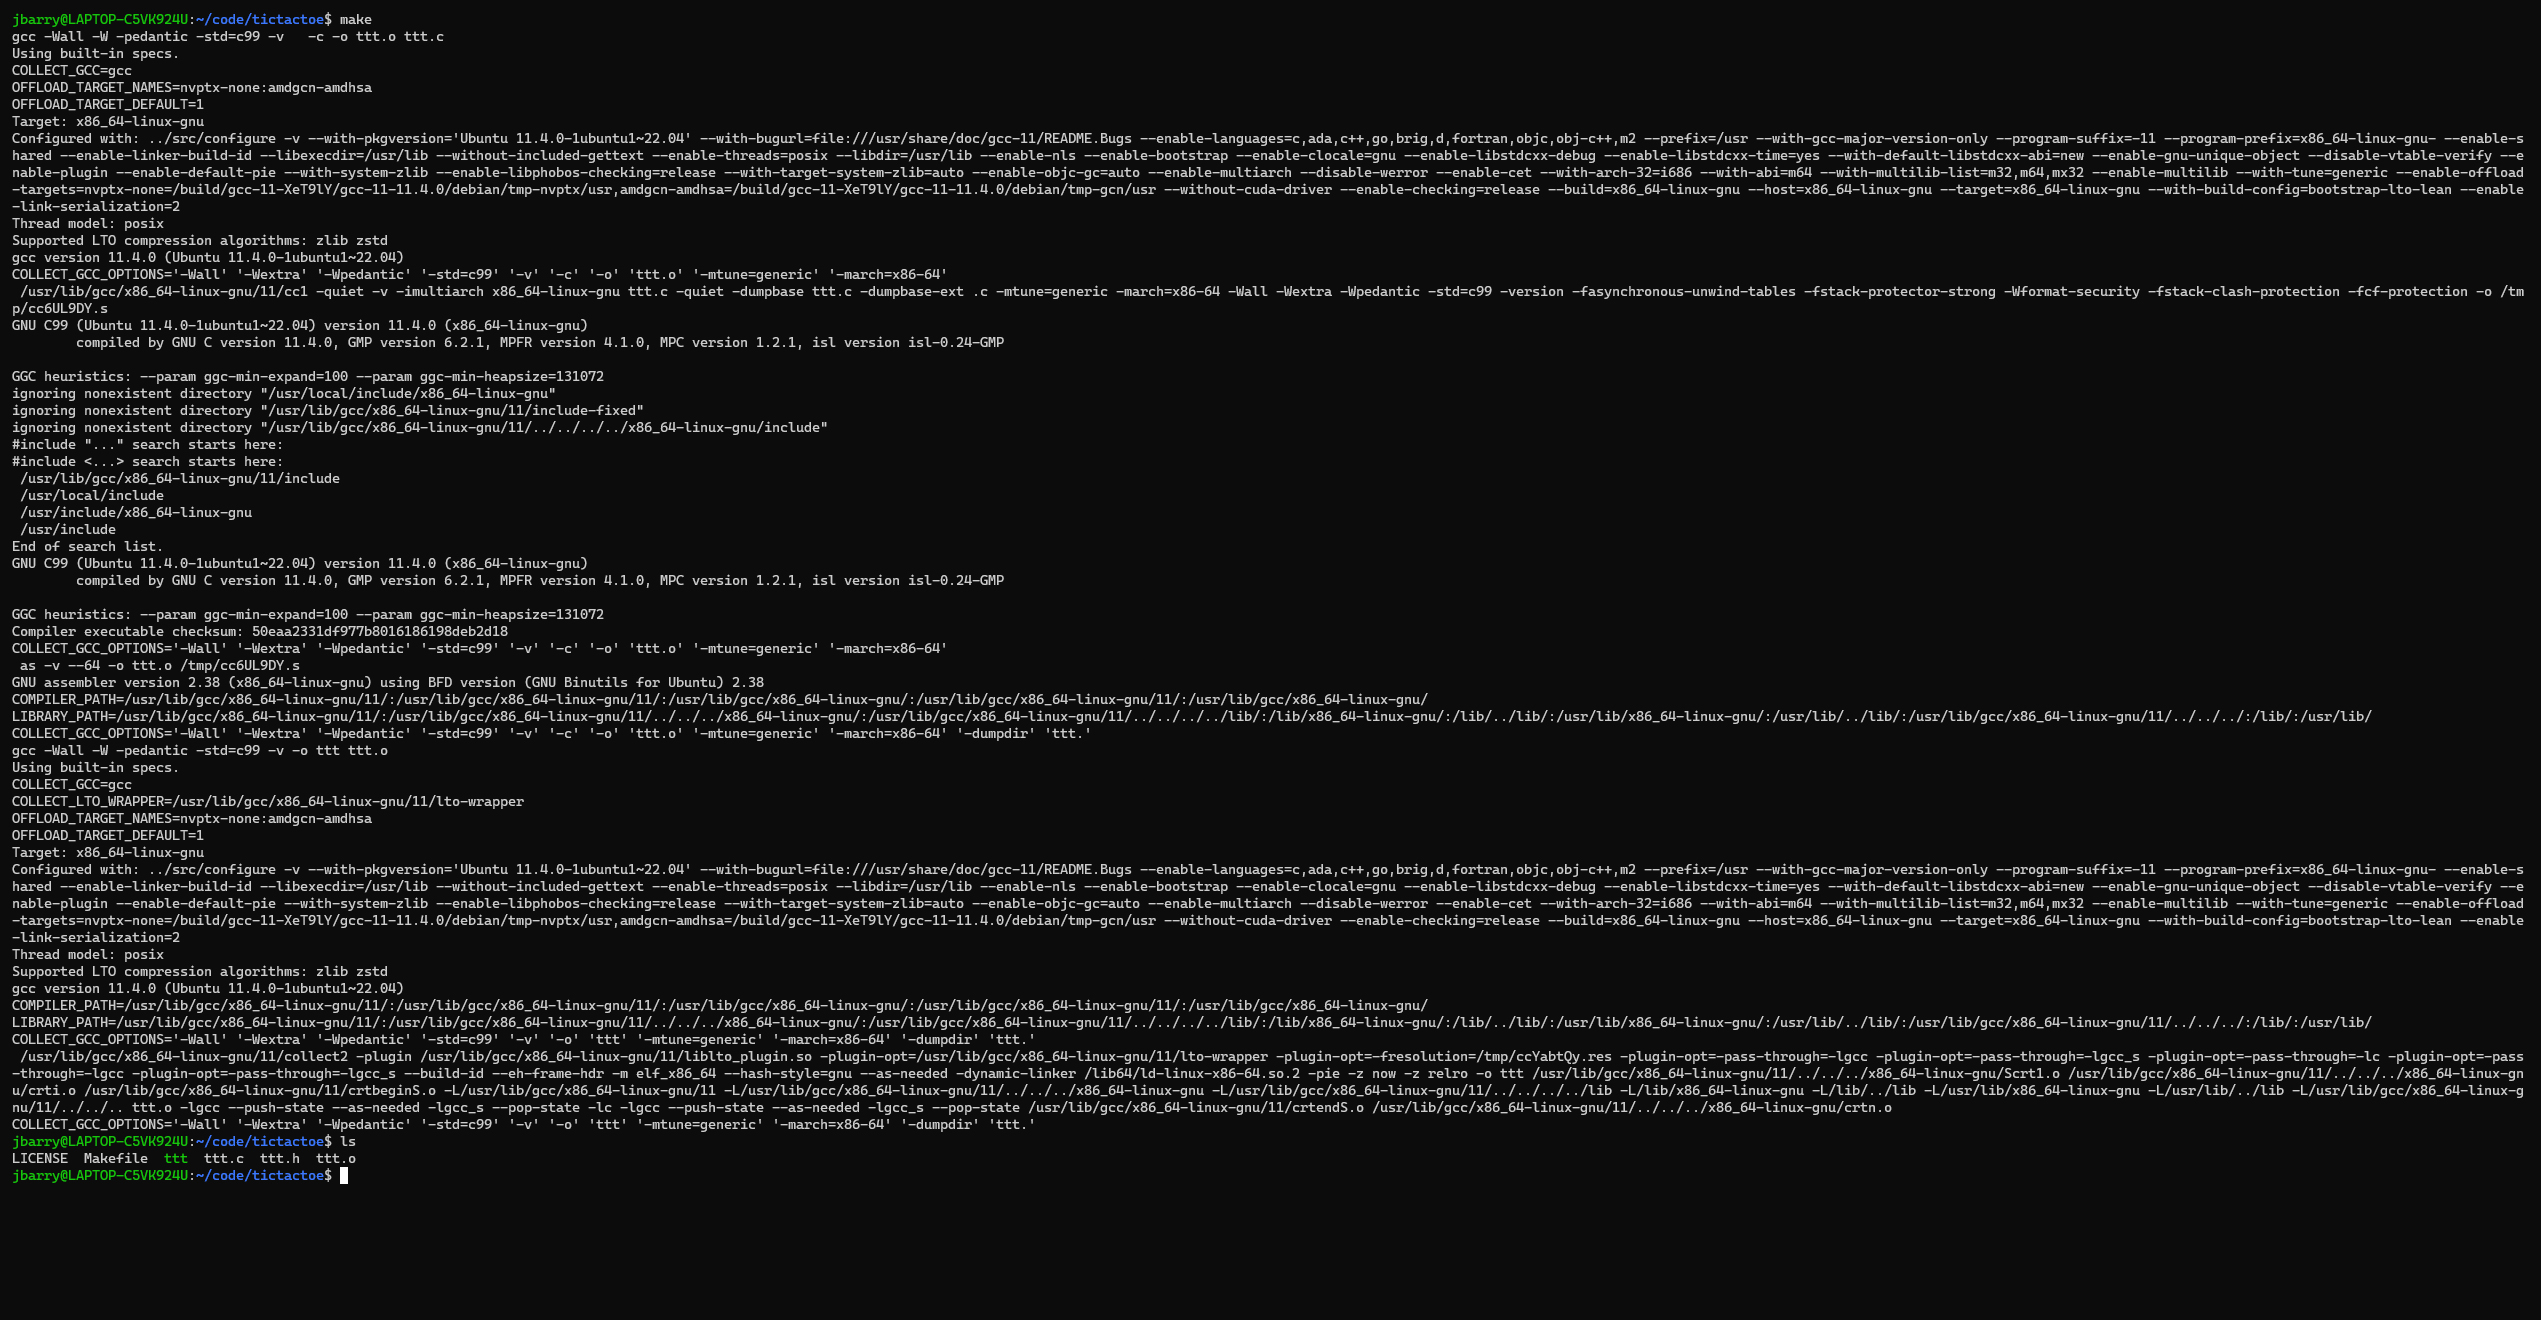 jbarry@LAPTOP-C5VK924U:~/code/tictactoe$ make
gcc -Wall -W -pedantic -std=c99 -v   -c -o ttt.o ttt.c
Using built-in specs.
COLLECT_GCC=gcc
OFFLOAD_TARGET_NAMES=nvptx-none:amdgcn-amdhsa
OFFLOAD_TARGET_DEFAULT=1
Target: x86_64-linux-gnu
Configured with: ../src/configure -v --with-pkgversion='Ubuntu 11.4.0-1ubuntu1~22.04' --with-bugurl=file:///usr/share/doc/gcc-11/README.Bugs --enable-languages=c,ada,c++,go,brig,d,fortran,objc,obj-c++,m2 --prefix=/usr --with-gcc-major-version-only --program-suffix=-11 --program-prefix=x86_64-linux-gnu- --enable-s
hared --enable-linker-build-id --libexecdir=/usr/lib --without-included-gettext --enable-threads=posix --libdir=/usr/lib --enable-nls --enable-bootstrap --enable-clocale=gnu --enable-libstdcxx-debug --enable-libstdcxx-time=yes --with-default-libstdcxx-abi=new --enable-gnu-unique-object --disable-vtable-verify --e
nable-plugin --enable-default-pie --with-system-zlib --enable-libphobos-checking=release --with-target-system-zlib=auto --enable-objc-gc=auto --enable-multiarch --disable-werror --enable-cet --with-arch-32=i686 --with-abi=m64 --with-multilib-list=m32,m64,mx32 --enable-multilib --with-tune=generic --enable-offload
-targets=nvptx-none=/build/gcc-11-XeT9lY/gcc-11-11.4.0/debian/tmp-nvptx/usr,amdgcn-amdhsa=/build/gcc-11-XeT9lY/gcc-11-11.4.0/debian/tmp-gcn/usr --without-cuda-driver --enable-checking=release --build=x86_64-linux-gnu --host=x86_64-linux-gnu --target=x86_64-linux-gnu --with-build-config=bootstrap-lto-lean --enable
-link-serialization=2
Thread model: posix
Supported LTO compression algorithms: zlib zstd
gcc version 11.4.0 (Ubuntu 11.4.0-1ubuntu1~22.04)
COLLECT_GCC_OPTIONS='-Wall' '-Wextra' '-Wpedantic' '-std=c99' '-v' '-c' '-o' 'ttt.o' '-mtune=generic' '-march=x86-64'
 /usr/lib/gcc/x86_64-linux-gnu/11/cc1 -quiet -v -imultiarch x86_64-linux-gnu ttt.c -quiet -dumpbase ttt.c -dumpbase-ext .c -mtune=generic -march=x86-64 -Wall -Wextra -Wpedantic -std=c99 -version -fasynchronous-unwind-tables -fstack-protector-strong -Wformat-security -fstack-clash-protection -fcf-protection -o /tm
p/cc6UL9DY.s
GNU C99 (Ubuntu 11.4.0-1ubuntu1~22.04) version 11.4.0 (x86_64-linux-gnu)
        compiled by GNU C version 11.4.0, GMP version 6.2.1, MPFR version 4.1.0, MPC version 1.2.1, isl version isl-0.24-GMP

GGC heuristics: --param ggc-min-expand=100 --param ggc-min-heapsize=131072
ignoring nonexistent directory "/usr/local/include/x86_64-linux-gnu"
ignoring nonexistent directory "/usr/lib/gcc/x86_64-linux-gnu/11/include-fixed"
ignoring nonexistent directory "/usr/lib/gcc/x86_64-linux-gnu/11/../../../../x86_64-linux-gnu/include"
#include "..." search starts here:
#include <...> search starts here:
 /usr/lib/gcc/x86_64-linux-gnu/11/include
 /usr/local/include
 /usr/include/x86_64-linux-gnu
 /usr/include
End of search list.
GNU C99 (Ubuntu 11.4.0-1ubuntu1~22.04) version 11.4.0 (x86_64-linux-gnu)
        compiled by GNU C version 11.4.0, GMP version 6.2.1, MPFR version 4.1.0, MPC version 1.2.1, isl version isl-0.24-GMP

GGC heuristics: --param ggc-min-expand=100 --param ggc-min-heapsize=131072
Compiler executable checksum: 50eaa2331df977b8016186198deb2d18
COLLECT_GCC_OPTIONS='-Wall' '-Wextra' '-Wpedantic' '-std=c99' '-v' '-c' '-o' 'ttt.o' '-mtune=generic' '-march=x86-64'
 as -v --64 -o ttt.o /tmp/cc6UL9DY.s
GNU assembler version 2.38 (x86_64-linux-gnu) using BFD version (GNU Binutils for Ubuntu) 2.38
COMPILER_PATH=/usr/lib/gcc/x86_64-linux-gnu/11/:/usr/lib/gcc/x86_64-linux-gnu/11/:/usr/lib/gcc/x86_64-linux-gnu/:/usr/lib/gcc/x86_64-linux-gnu/11/:/usr/lib/gcc/x86_64-linux-gnu/
LIBRARY_PATH=/usr/lib/gcc/x86_64-linux-gnu/11/:/usr/lib/gcc/x86_64-linux-gnu/11/../../../x86_64-linux-gnu/:/usr/lib/gcc/x86_64-linux-gnu/11/../../../../lib/:/lib/x86_64-linux-gnu/:/lib/../lib/:/usr/lib/x86_64-linux-gnu/:/usr/lib/../lib/:/usr/lib/gcc/x86_64-linux-gnu/11/../../../:/lib/:/usr/lib/
COLLECT_GCC_OPTIONS='-Wall' '-Wextra' '-Wpedantic' '-std=c99' '-v' '-c' '-o' 'ttt.o' '-mtune=generic' '-march=x86-64' '-dumpdir' 'ttt.'
gcc -Wall -W -pedantic -std=c99 -v -o ttt ttt.o
Using built-in specs.
COLLECT_GCC=gcc
COLLECT_LTO_WRAPPER=/usr/lib/gcc/x86_64-linux-gnu/11/lto-wrapper
OFFLOAD_TARGET_NAMES=nvptx-none:amdgcn-amdhsa
OFFLOAD_TARGET_DEFAULT=1
Target: x86_64-linux-gnu
Configured with: ../src/configure -v --with-pkgversion='Ubuntu 11.4.0-1ubuntu1~22.04' --with-bugurl=file:///usr/share/doc/gcc-11/README.Bugs --enable-languages=c,ada,c++,go,brig,d,fortran,objc,obj-c++,m2 --prefix=/usr --with-gcc-major-version-only --program-suffix=-11 --program-prefix=x86_64-linux-gnu- --enable-s
hared --enable-linker-build-id --libexecdir=/usr/lib --without-included-gettext --enable-threads=posix --libdir=/usr/lib --enable-nls --enable-bootstrap --enable-clocale=gnu --enable-libstdcxx-debug --enable-libstdcxx-time=yes --with-default-libstdcxx-abi=new --enable-gnu-unique-object --disable-vtable-verify --e
nable-plugin --enable-default-pie --with-system-zlib --enable-libphobos-checking=release --with-target-system-zlib=auto --enable-objc-gc=auto --enable-multiarch --disable-werror --enable-cet --with-arch-32=i686 --with-abi=m64 --with-multilib-list=m32,m64,mx32 --enable-multilib --with-tune=generic --enable-offload
-targets=nvptx-none=/build/gcc-11-XeT9lY/gcc-11-11.4.0/debian/tmp-nvptx/usr,amdgcn-amdhsa=/build/gcc-11-XeT9lY/gcc-11-11.4.0/debian/tmp-gcn/usr --without-cuda-driver --enable-checking=release --build=x86_64-linux-gnu --host=x86_64-linux-gnu --target=x86_64-linux-gnu --with-build-config=bootstrap-lto-lean --enable
-link-serialization=2
Thread model: posix
Supported LTO compression algorithms: zlib zstd
gcc version 11.4.0 (Ubuntu 11.4.0-1ubuntu1~22.04)
COMPILER_PATH=/usr/lib/gcc/x86_64-linux-gnu/11/:/usr/lib/gcc/x86_64-linux-gnu/11/:/usr/lib/gcc/x86_64-linux-gnu/:/usr/lib/gcc/x86_64-linux-gnu/11/:/usr/lib/gcc/x86_64-linux-gnu/
LIBRARY_PATH=/usr/lib/gcc/x86_64-linux-gnu/11/:/usr/lib/gcc/x86_64-linux-gnu/11/../../../x86_64-linux-gnu/:/usr/lib/gcc/x86_64-linux-gnu/11/../../../../lib/:/lib/x86_64-linux-gnu/:/lib/../lib/:/usr/lib/x86_64-linux-gnu/:/usr/lib/../lib/:/usr/lib/gcc/x86_64-linux-gnu/11/../../../:/lib/:/usr/lib/
COLLECT_GCC_OPTIONS='-Wall' '-Wextra' '-Wpedantic' '-std=c99' '-v' '-o' 'ttt' '-mtune=generic' '-march=x86-64' '-dumpdir' 'ttt.'
 /usr/lib/gcc/x86_64-linux-gnu/11/collect2 -plugin /usr/lib/gcc/x86_64-linux-gnu/11/liblto_plugin.so -plugin-opt=/usr/lib/gcc/x86_64-linux-gnu/11/lto-wrapper -plugin-opt=-fresolution=/tmp/ccYabtQy.res -plugin-opt=-pass-through=-lgcc -plugin-opt=-pass-through=-lgcc_s -plugin-opt=-pass-through=-lc -plugin-opt=-pass
-through=-lgcc -plugin-opt=-pass-through=-lgcc_s --build-id --eh-frame-hdr -m elf_x86_64 --hash-style=gnu --as-needed -dynamic-linker /lib64/ld-linux-x86-64.so.2 -pie -z now -z relro -o ttt /usr/lib/gcc/x86_64-linux-gnu/11/../../../x86_64-linux-gnu/Scrt1.o /usr/lib/gcc/x86_64-linux-gnu/11/../../../x86_64-linux-gn
u/crti.o /usr/lib/gcc/x86_64-linux-gnu/11/crtbeginS.o -L/usr/lib/gcc/x86_64-linux-gnu/11 -L/usr/lib/gcc/x86_64-linux-gnu/11/../../../x86_64-linux-gnu -L/usr/lib/gcc/x86_64-linux-gnu/11/../../../../lib -L/lib/x86_64-linux-gnu -L/lib/../lib -L/usr/lib/x86_64-linux-gnu -L/usr/lib/../lib -L/usr/lib/gcc/x86_64-linux-g
nu/11/../../.. ttt.o -lgcc --push-state --as-needed -lgcc_s --pop-state -lc -lgcc --push-state --as-needed -lgcc_s --pop-state /usr/lib/gcc/x86_64-linux-gnu/11/crtendS.o /usr/lib/gcc/x86_64-linux-gnu/11/../../../x86_64-linux-gnu/crtn.o
COLLECT_GCC_OPTIONS='-Wall' '-Wextra' '-Wpedantic' '-std=c99' '-v' '-o' 'ttt' '-mtune=generic' '-march=x86-64' '-dumpdir' 'ttt.'
jbarry@LAPTOP-C5VK924U:~/code/tictactoe$ ls
LICENSE  Makefile  ttt  ttt.c  ttt.h  ttt.o
jbarry@LAPTOP-C5VK924U:~/code/tictactoe$